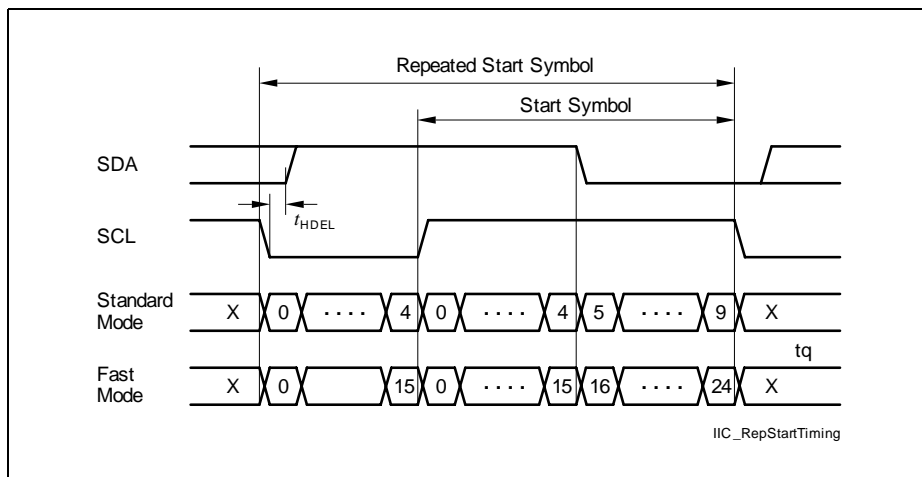 Repeated Start Symbol
Start Symbol
SDA
tHDEL
SCL
Standard Mode
X 0 ···· 4 0 ···· 4 5 ···· 9 X
tq
Fast Mode
X 0 15 0 ···· 15 16 ···· 24 X
IIC_RepStartTiming